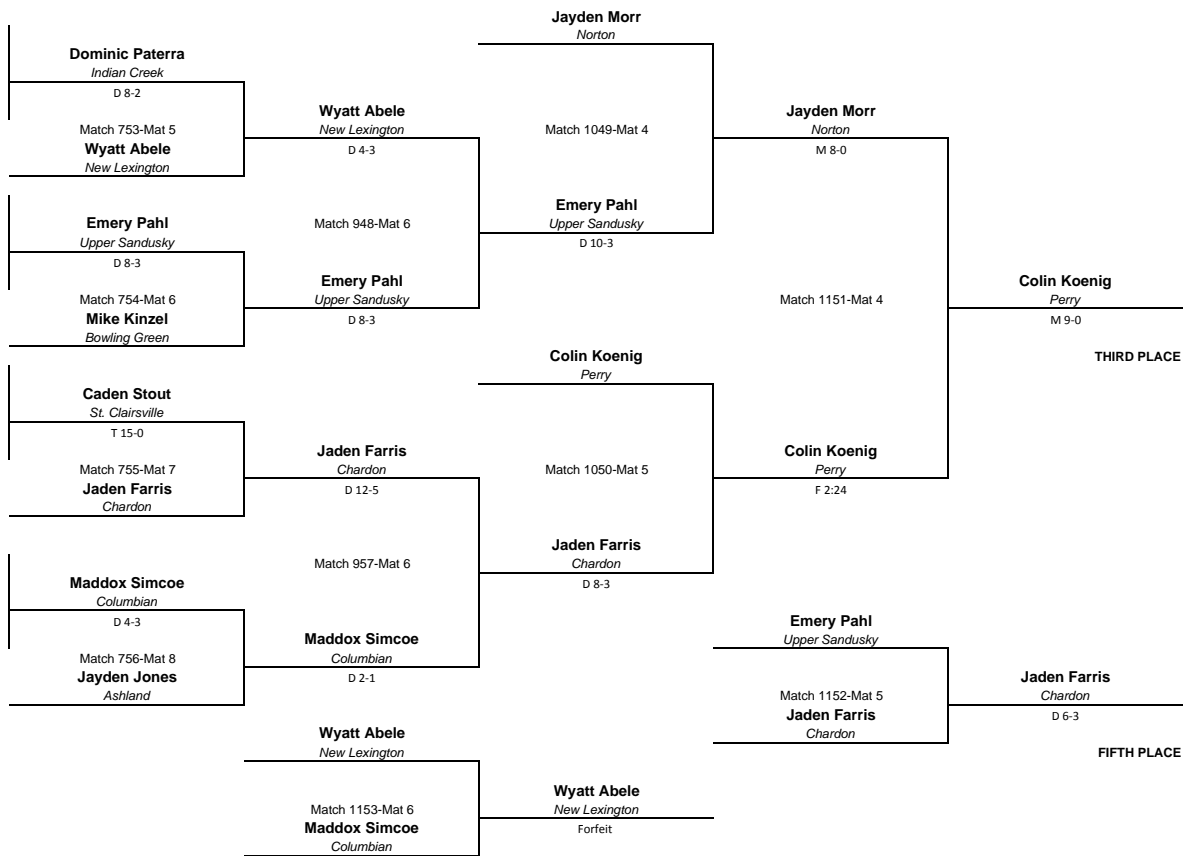 Jayden Morr
Norton
Dominic Paterra
Indian Creek
D 8-2
Wyatt Abele
New Lexington
D 4-3
Match 753-Mat 5
Wyatt Abele
New Lexington
Match 1049-Mat 4
Jayden Morr
Norton
M 8-0
Emery Pahl
Upper Sandusky
D 8-3
Match 948-Mat 6
Emery Pahl
Upper Sandusky
D 10-3
Match 754-Mat 6
Mike Kinzel
Bowling Green
Emery Pahl
Upper Sandusky
D 8-3
Match 1151-Mat 4
Colin Koenig
Perry
M 9-0
THIRD PLACE
Colin Koenig
Perry
Caden Stout
St. Clairsville
T 15-0
Match 755-Mat 7
Jaden Farris
Chardon
Jaden Farris
Chardon
D 12-5
Match 1050-Mat 5
Colin Koenig
Perry
F 2:24
Match 957-Mat 6
Jaden Farris
Chardon
D 8-3
Maddox Simcoe
Columbian
D 4-3
Match 756-Mat 8
Jayden Jones
Ashland
Maddox Simcoe
Columbian
D 2-1
Emery Pahl
Upper Sandusky
Match 1152-Mat 5
Jaden Farris
Chardon
Jaden Farris
Chardon
D 6-3
FIFTH PLACE
Wyatt Abele
New Lexington
Match 1153-Mat 6
Maddox Simcoe
Columbian
Wyatt Abele
New Lexington
Forfeit